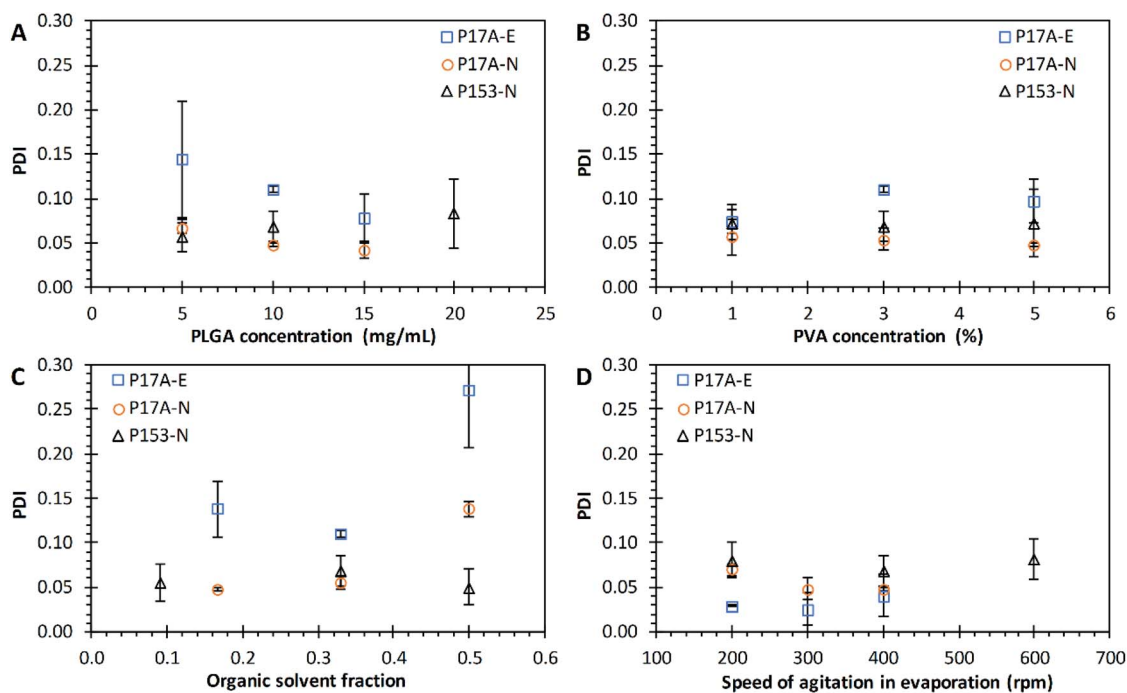 A
0.30
0.25
0.20
0.15
0.10
0.05
0.00
PDI
P17A-E
P17A-N
P153-N
0 5 10 15 20 25
PLGA concentration (mg/mL)
B
0.30
0.25
0.20
0.15
0.10
0.05
0.00
PDI
P17A-E
P17A-N
P153-N
0 1 2 3 4 5 6
PVA concentration (%)
C
0.30
0.25
0.20
0.15
0.10
0.05
0.00
PDI
P17A-E
P17A-N
P153-N
0.0 0.1 0.2 0.3 0.4 0.5 0.6
Organic solvent fraction
D
0.30
0.25
0.20
0.15
0.10
0.05
0.00
PDI
P17A-E
P17A-N
P153-N
100 200 300 400 500 600 700
Speed of agitation in evaporation (rpm)